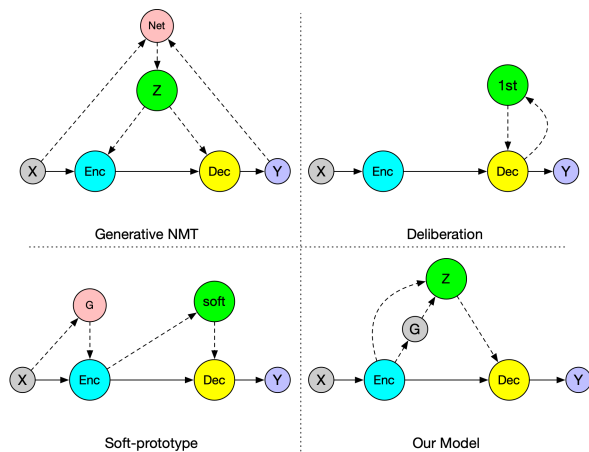 Net
Z
X
Enc
Dec
Y
Generative NMT
1st
X
Enc
Dec
Y
Deliberation
G
soft
X
Enc
Dec
Y
Soft-prototype
Z
G
X
Enc
Dec
Y
Our Model